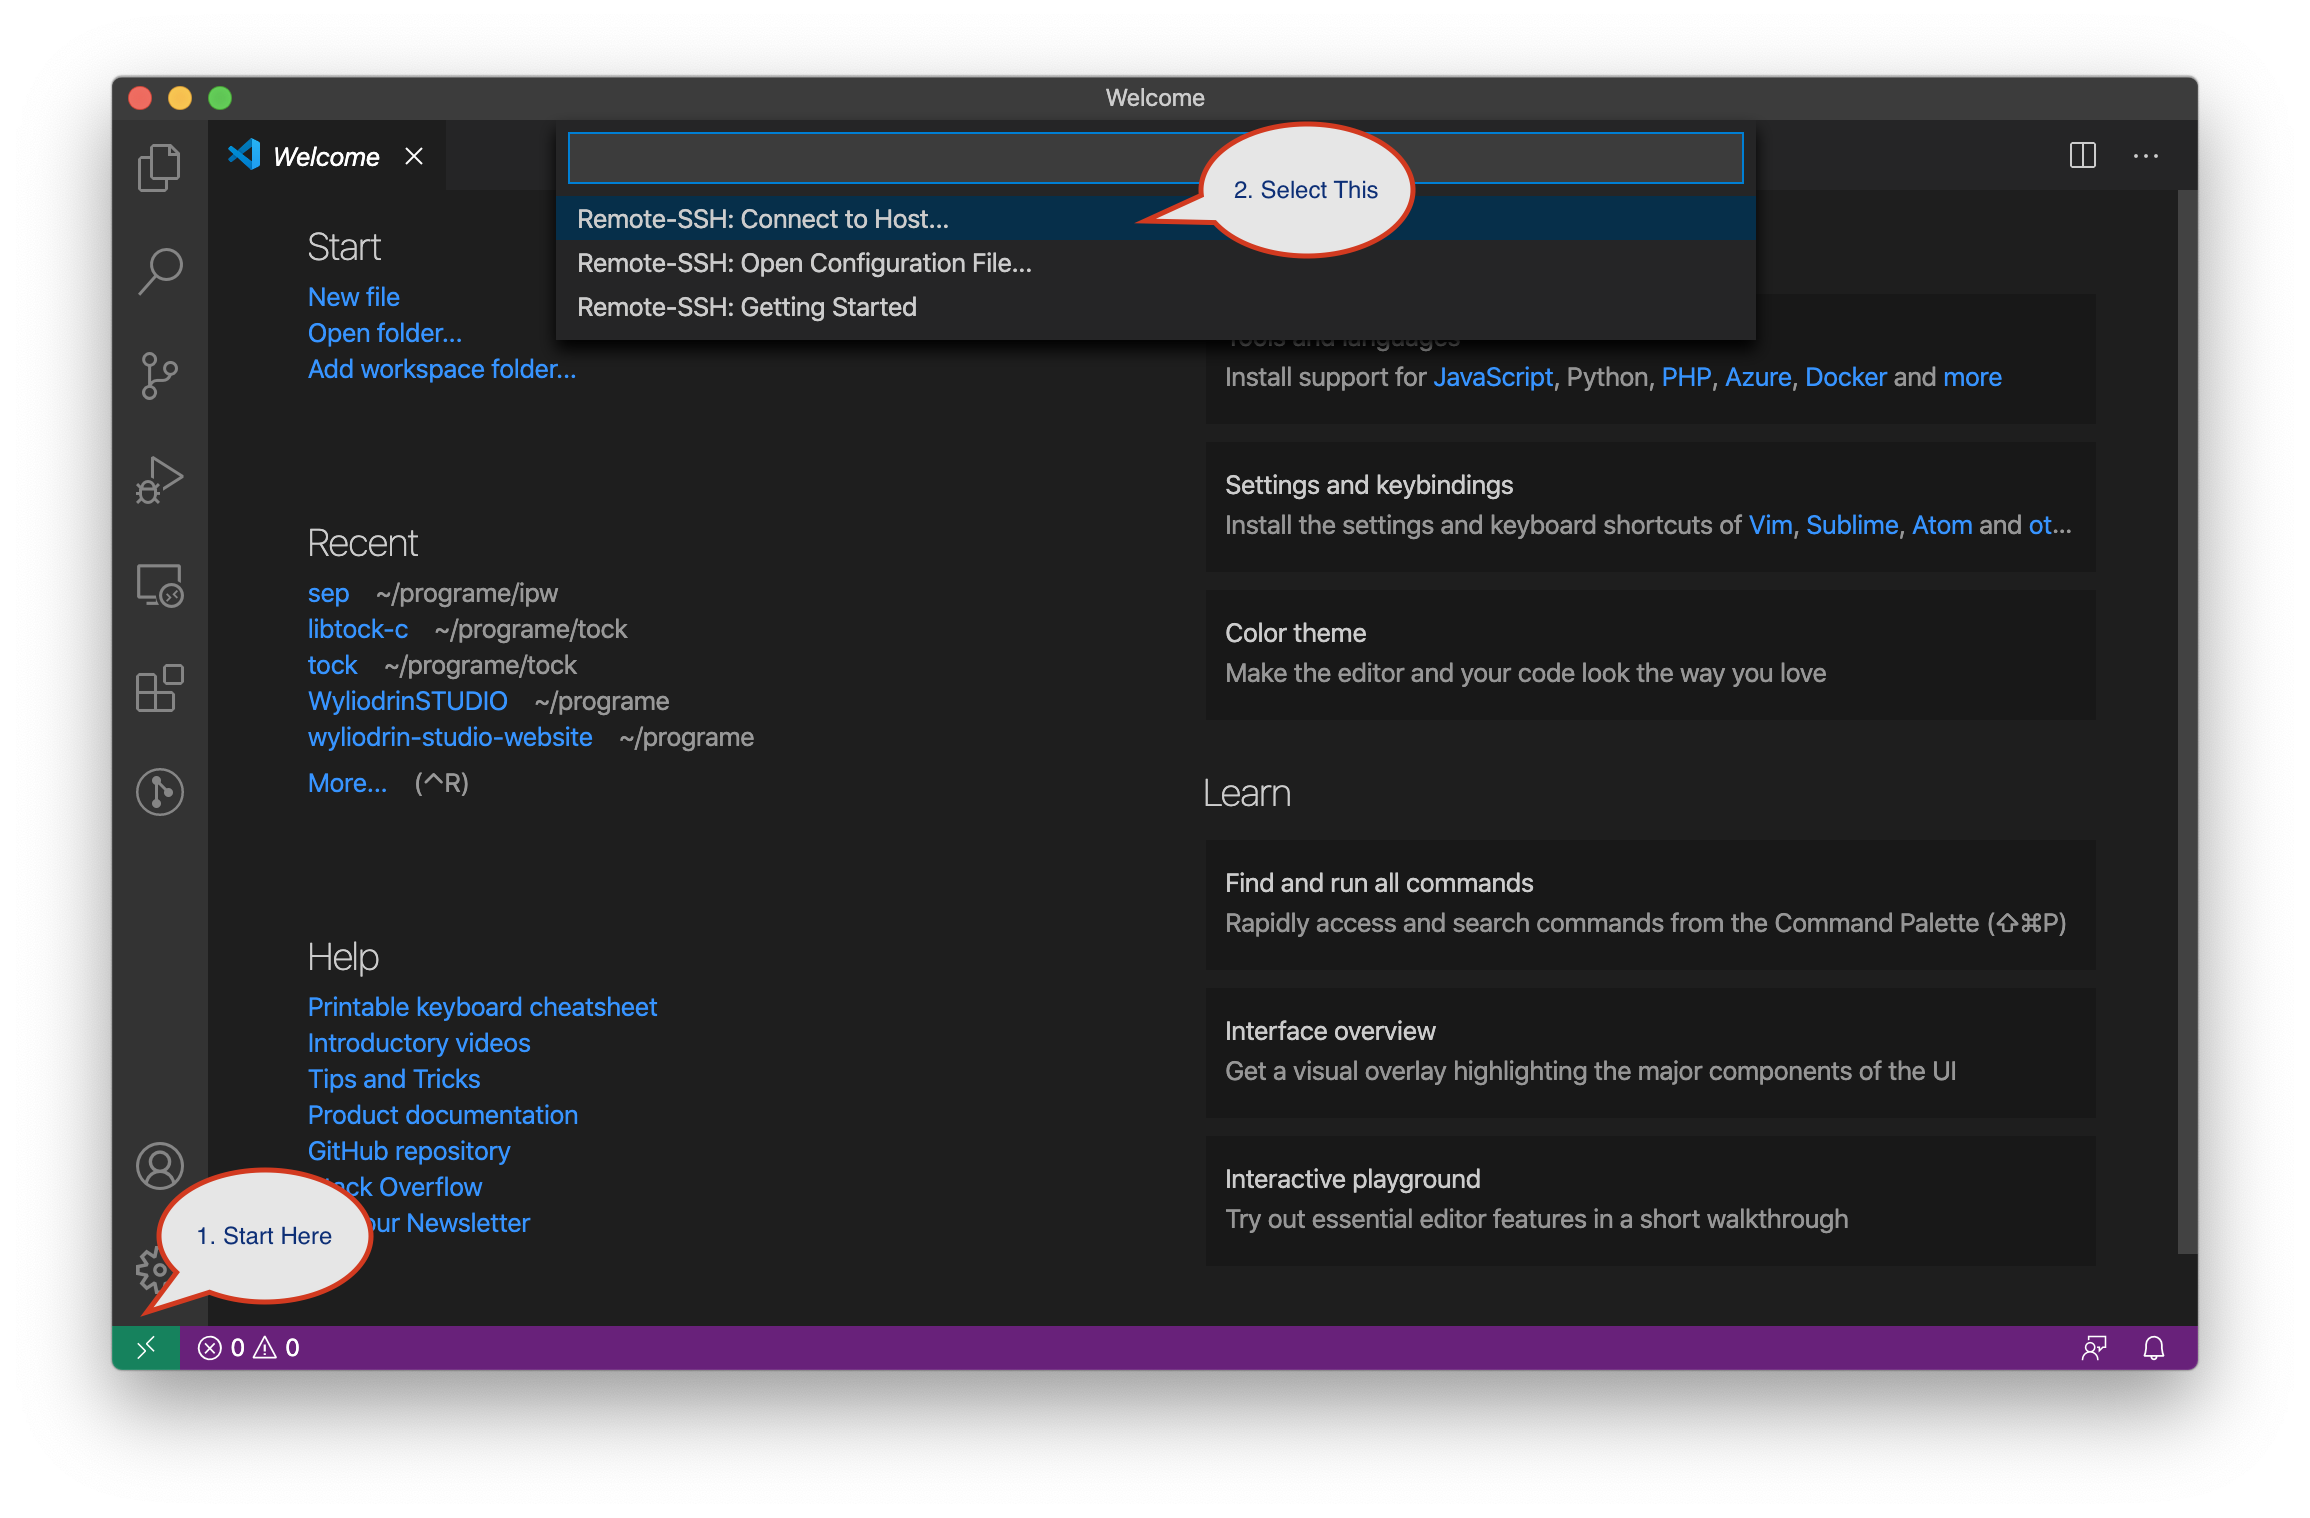 Welcome
Welcome
2. Select This
Remote-SSH: Connect to Host...
Remote-SSH: Open Configuration File...
Remote-SSH: Getting Started
Start
New file
Open folder...
Add workspace folder...
Recent
sep ~/programe/ipw
libtock-c ~/programe/tock
tock ~/programe/tock
WyliodrinSTUDIO ~/programe
wyliodrin-studio-website ~/programe
More... (^R)
Help
Printable keyboard cheatsheet
Introductory videos
Tips and Tricks
Product documentation
GitHub repository
Overflow
our Newsletter
1. Start Here
Tools and languages
Install support for JavaScript, Python, PHP, Azure, Docker and more
Settings and keybindings
Install the settings and keyboard shortcuts of Vim, Sublime, Atom and ot...
Color theme
Make the editor and your code look the way you love
Learn
Find and run all commands
Rapidly access and search commands from the Command Palette (⇧⌘P)
Interface overview
Get a visual overlay highlighting the major components of the UI
Interactive playground
Try out essential editor features in a short walkthrough
0 0